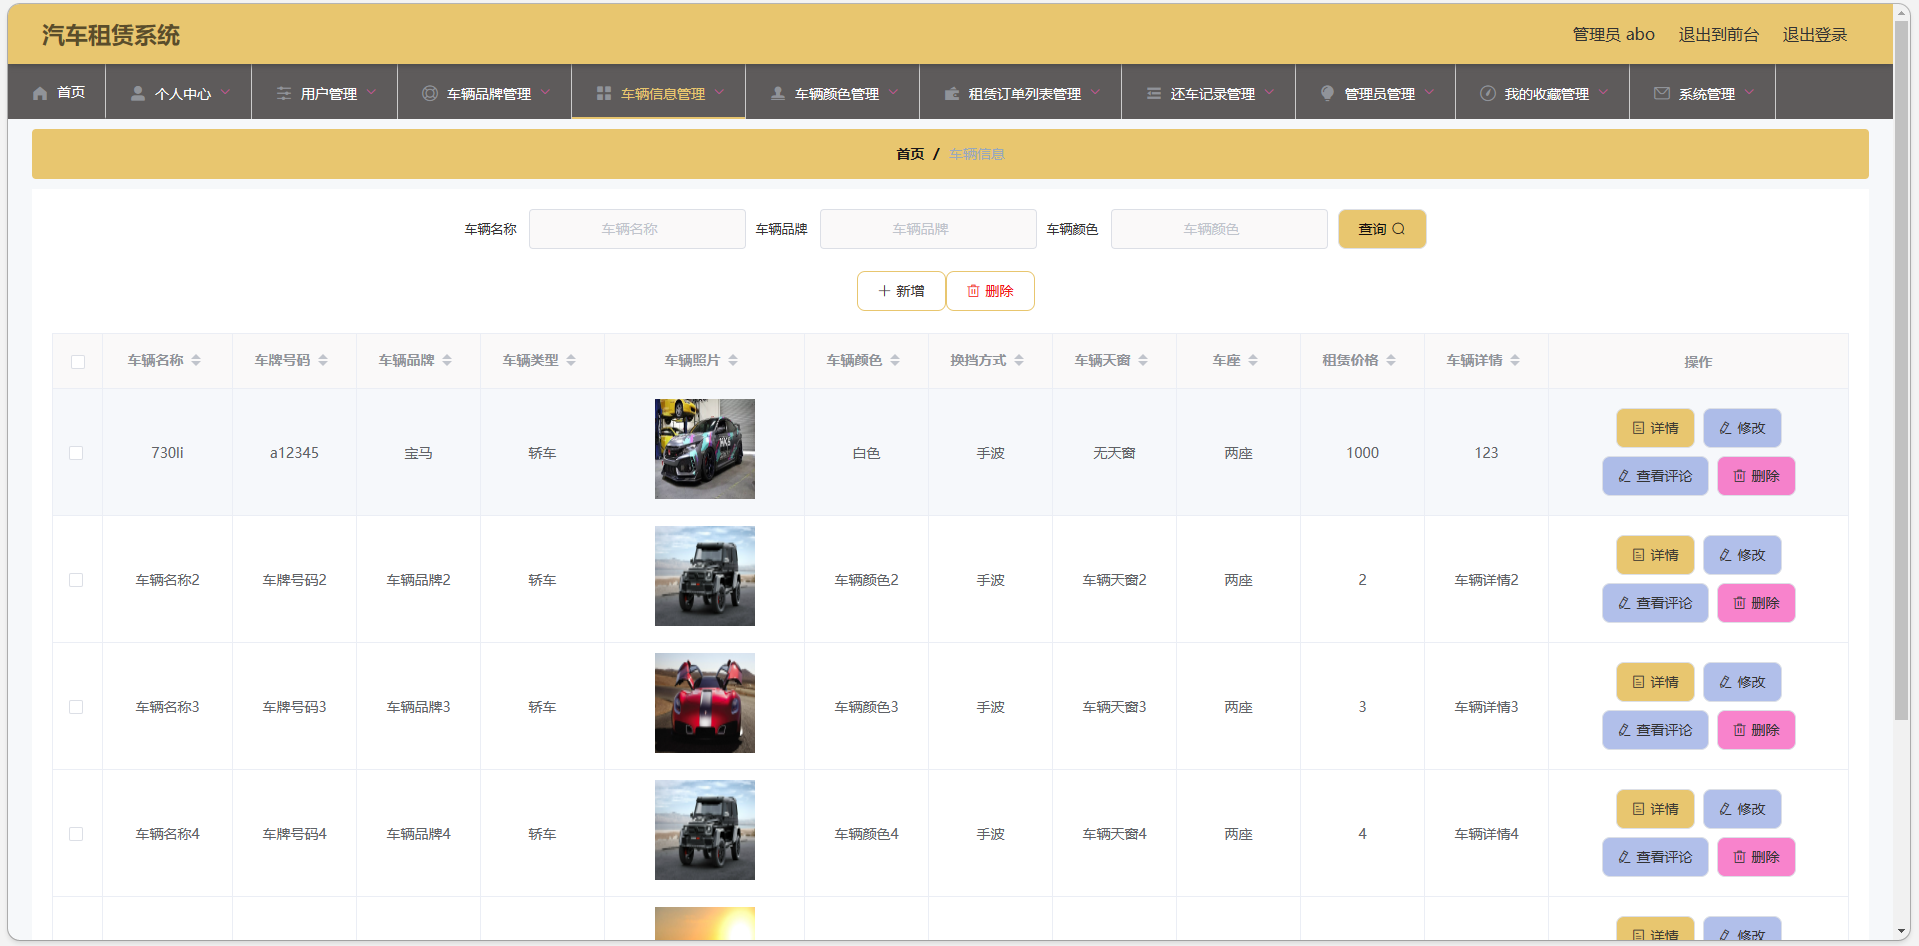 汽车租赁系统
管理员 abo 退出到前台 退出登录
首页 个人中心 用户管理 车辆品牌管理 车辆信息管理 车辆颜色管理 租赁订单列表管理 还车记录管理 管理员管理 我的收藏管理 系统管理
首页 / 车辆信息
车辆名称 车辆名称 车辆品牌 车辆品牌 车辆颜色 车辆颜色 查询
新增 删除
车辆名称 车牌号码 车辆品牌 车辆类型 车辆照片 车辆颜色 换挡方式 车辆天窗 车座 租赁价格 车辆详情 操作
730li a12345 宝马 轿车 白色 手波 无天窗 两座 1000 123
详情 修改
查看评论 删除
车辆名称2 车牌号码2 车辆品牌2 轿车 车辆颜色2 手波 车辆天窗2 两座 2 车辆详情2
详情 修改
查看评论 删除
车辆名称3 车牌号码3 车辆品牌3 轿车 车辆颜色3 手波 车辆天窗3 两座 3 车辆详情3
详情 修改
查看评论 删除
车辆名称4 车牌号码4 车辆品牌4 轿车 车辆颜色4 手波 车辆天窗4 两座 4 车辆详情4
详情 修改
查看评论 删除
详情 修改